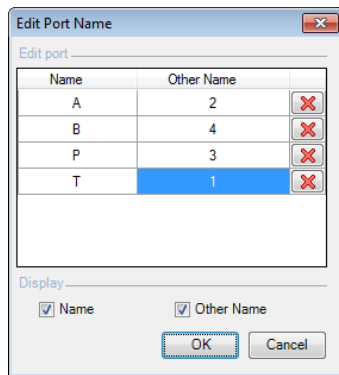 Edit Port Name
Edit port
Name Other Name
A 2
B 4
P 3
T 1
Display
Name Other Name
OK Cancel